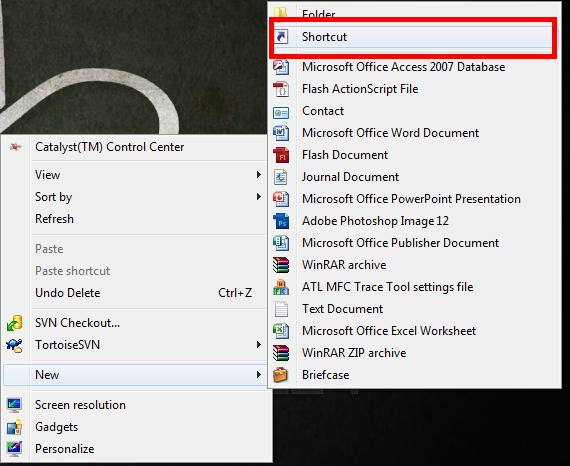 Folder
Shortcut
Microsoft Office Access 2007 Database
Flash ActionScript File
Contact
Microsoft Office Word Document
Flash Document
Journal Document
Microsoft Office PowerPoint Presentation
Adobe Photoshop Image 12
Microsoft Office Publisher Document
WinRAR archive
ATL MFC Trace Tool settings file
Text Document
Microsoft Office Excel Worksheet
WinRAR ZIP archive
Briefcase
Catalyst(TM) Control Center
View
Sort by
Refresh
Paste
Paste shortcut
Undo Delete Ctrl+Z
SVN Checkout...
TortoiseSVN
New
Screen resolution
Gadgets
Personalize